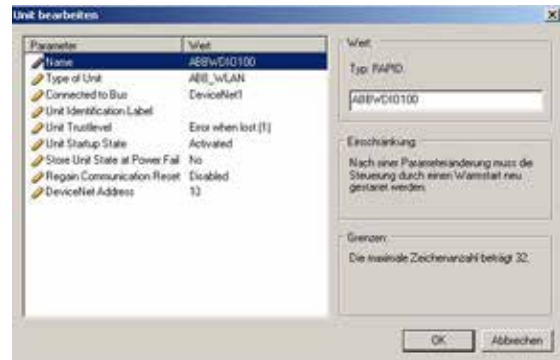 Unit bearbeiten
Parameter Wert
Name ABBWDIO100
Type of Unit ABB_WLAN
Connected to Bus DeviceNet1
Unit Identification Label
Unit Trustlevel Error when lost (1)
Unit Startup State Activated
Store Unit State at Power Fail No
Regain Communication Reset Disabled
DeviceNet Address
Wert
Typ: RAPID
ABBWDIO100
Einschränkung
Nach einer Parameteränderung muss die
Steuerung durch einen Warmstart neu
gestartet werden.
Grenzen:
Die maximale Zeichenanzahl beträgt 32.
OK Abbrechen